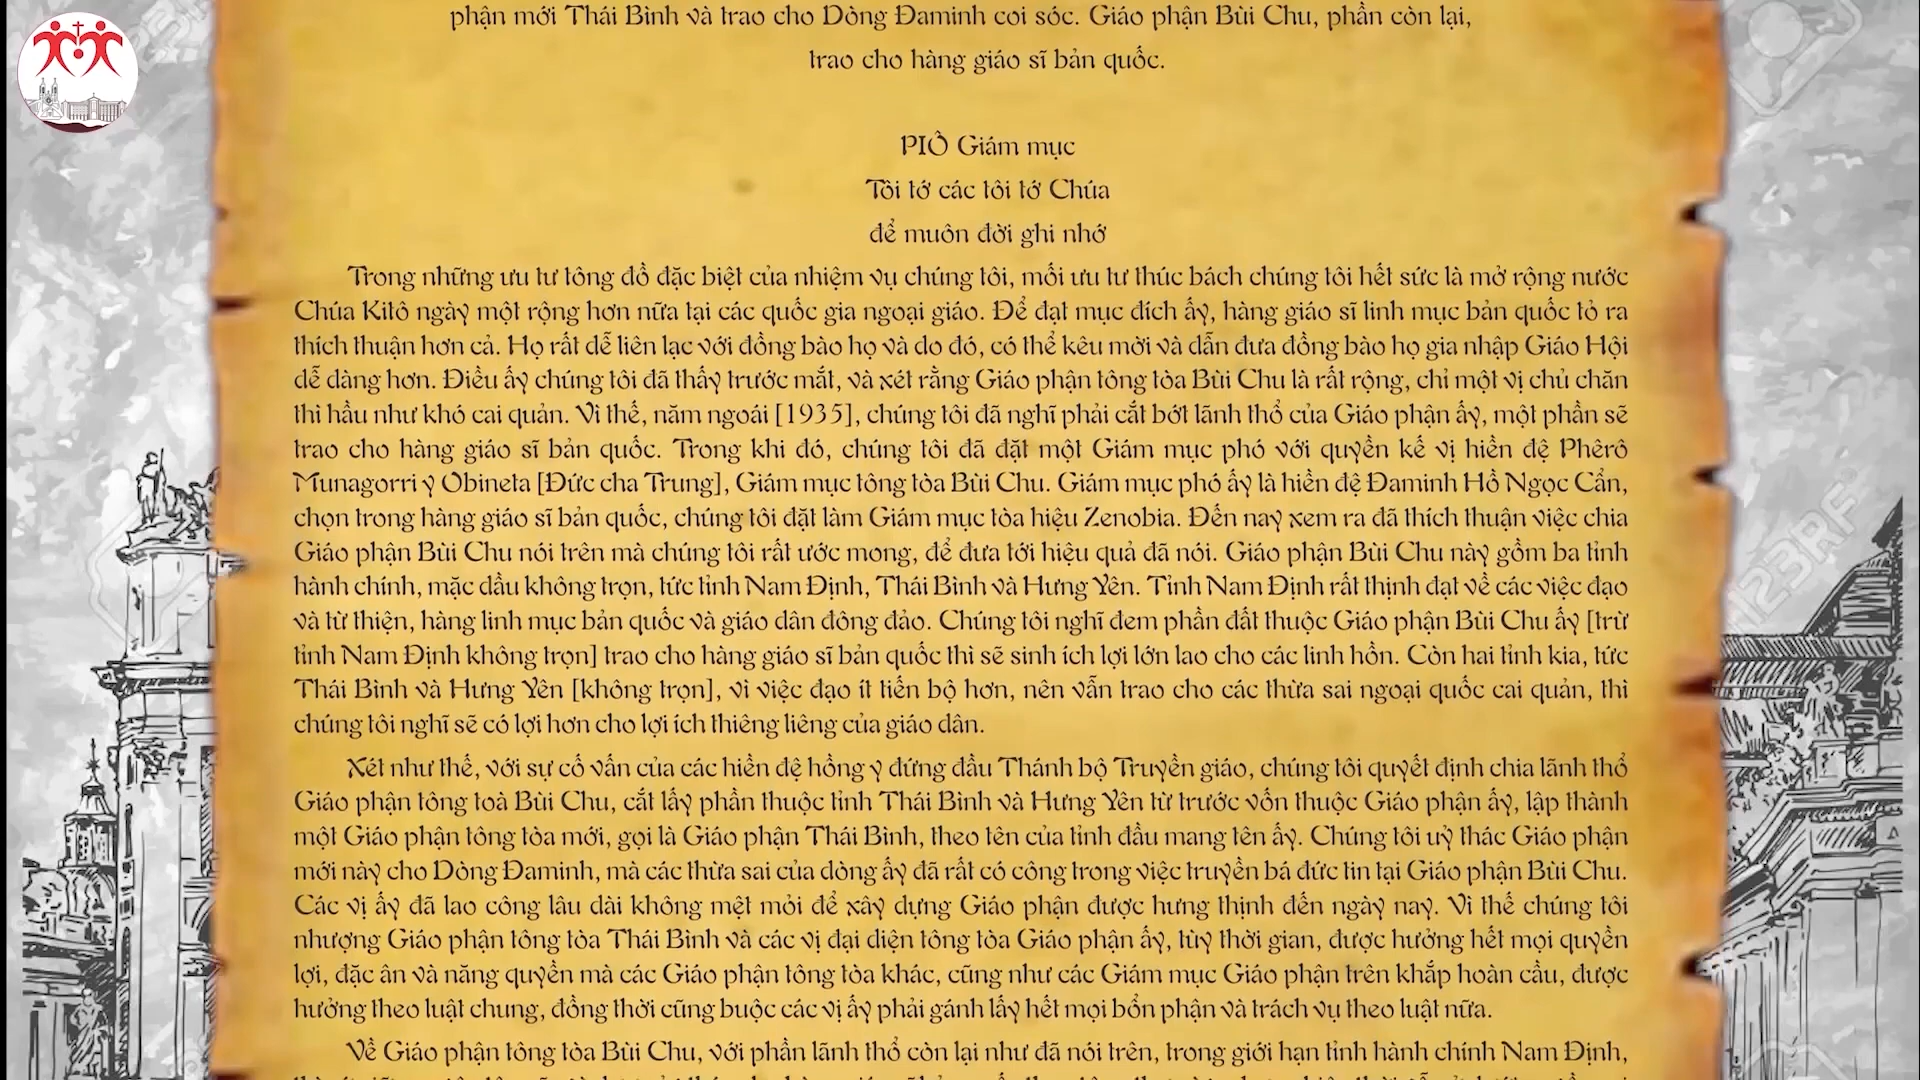 phận mới Thái Bình và trao cho Dòng Đaminh coi sóc. Giáo phận Bùi Chu, phần còn lại,
trao cho hàng giáo sĩ bản quốc.
PIÔ Giám mục
Tôi tớ các tôi tớ Chúa
để muôn đời ghi nhớ
Trong những ưu tư tông đồ đặc biệt của nhiệm vụ chúng tôi, mối ưu tư thúc bách chúng tôi hết sức là mở rộng nước
Chúa Kitô ngày một rộng hơn nữa tại các quốc gia ngoại giáo. Để đạt mục đích ấy, hàng giáo sĩ linh mục bản quốc tỏ ra
thích thuận hơn cả. Họ rất dễ liên lạc với đồng bào họ và do đó, có thể kêu mời và dẫn đưa đồng bào họ gia nhập Giáo Hội
dễ dàng hơn. Điều ấy chúng tôi đã thấy trước mắt, và xét rằng Giáo phận tông tòa Bùi Chu là rất rộng, chỉ một vị chủ chăn
thì hầu như khó cai quản. Vì thế, năm ngoái [1935], chúng tôi đã nghĩ phải cắt bớt lãnh thổ của Giáo phận ấy, một phần sẽ
trao cho hàng giáo sĩ bản quốc. Trong khi đó, chúng tôi đã đặt một Giám mục phó với quyền kế vị hiền đệ Phêrô
Munagorri y Obineta [Đức cha Trung], Giám mục tông tòa Bùi Chu. Giám mục phó ấy là hiền đệ Đaminh Hồ Ngọc Cẩn,
chọn trong hàng giáo sĩ bản quốc, chúng tôi đặt làm Giám mục tòa hiệu Zenobia. Đến nay xem ra đã thích thuận việc chia
Giáo phận Bùi Chu nói trên mà chúng tôi rất ước mong, để đưa tới hiệu quả đã nói. Giáo phận Bùi Chu này gồm ba tỉnh
hành chính, mặc dầu không trọn, tức tỉnh Nam Định, Thái Bình và Hưng Yên. Tỉnh Nam Định rất thịnh đạt về các việc đạo
và từ thiện, hàng linh mục bản quốc và giáo dân đông đảo. Chúng tôi nghĩ đem phần đất thuộc Giáo phận Bùi Chu ấy [trừ
tỉnh Nam Định không trọn] trao cho hàng giáo sĩ bản quốc thì sẽ sinh ích lợi lớn lao cho các linh hồn. Còn hai tỉnh kia, tức
Thái Bình và Hưng Yên [không trọn], vì việc đạo ít tiến bộ hơn, nên vẫn trao cho các thừa sai ngoại quốc cai quản, thì
chúng tôi nghĩ sẽ có lợi hơn cho lợi ích thiêng liêng của giáo dân.
Xét như thế, với sự cố vấn của các hiền đệ hồng y đứng đầu Thánh bộ Truyền giáo, chúng tôi quyết định chia lãnh thổ
Giáo phận tông toà Bùi Chu, cắt lấy phần thuộc tỉnh Thái Bình và Hưng Yên từ trước vốn thuộc Giáo phận ấy, lập thành
một Giáo phận tông tòa mới, gọi là Giáo phận Thái Bình, theo tên của tỉnh đầu mang tên ấy. Chúng tôi uỷ thác Giáo phận
mới này cho Dòng Đaminh, mà các thừa sai của dòng ấy đã rất có công trong việc truyền bá đức tin tại Giáo phận Bùi Chu.
Các vị ấy đã lao công lâu dài không mệt mỏi để xây dựng Giáo phận được hưng thịnh đến ngày nay. Vì thế chúng tôi
nhượng Giáo phận tông tòa Thái Bình và các vị đại diện tông tòa Giáo phận ấy, tùy thời gian, được hưởng hết mọi quyền
lợi, đặc ân và năng quyền mà các Giáo phận tông tòa khác, cũng như các Giám mục Giáo phận trên khắp hoàn cầu, được
hưởng theo luật chung, đồng thời cũng buộc các vị ấy phải gánh lấy hết mọi bổn phận và trách vụ theo luật nữa.
Về Giáo phận tông tòa Bùi Chu, với phần lãnh thổ còn lại như đã nói trên, trong giới hạn tỉnh hành chính Nam Định,
123RF